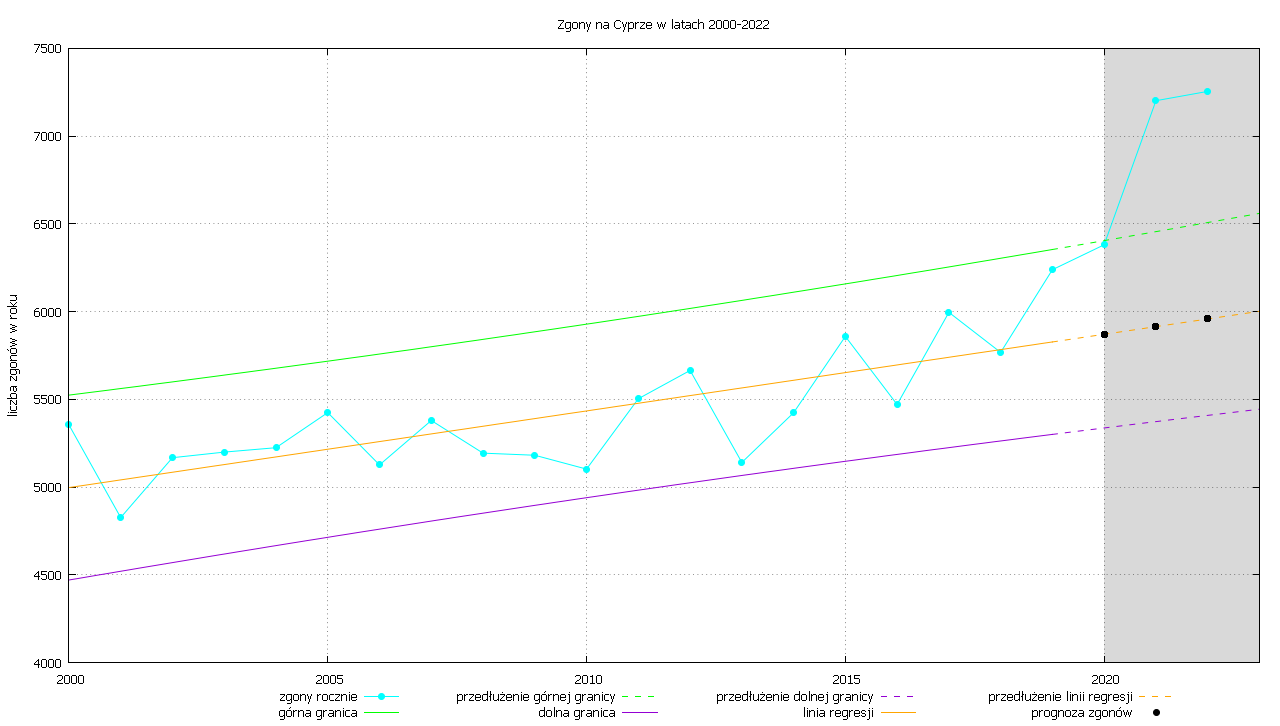 Zgony na Cyprze w latach 2000-2022
7500
7000
6500
6000
5500
5000
4500
4000
liczba zgonów w roku
2000 2005 2010 2015 2020
zgony rocznie przedłużenie górnej granicy przedłużenie dolnej granicy przedłużenie linii regresji
górna granica dolna granica linia regresji prognoza zgonów